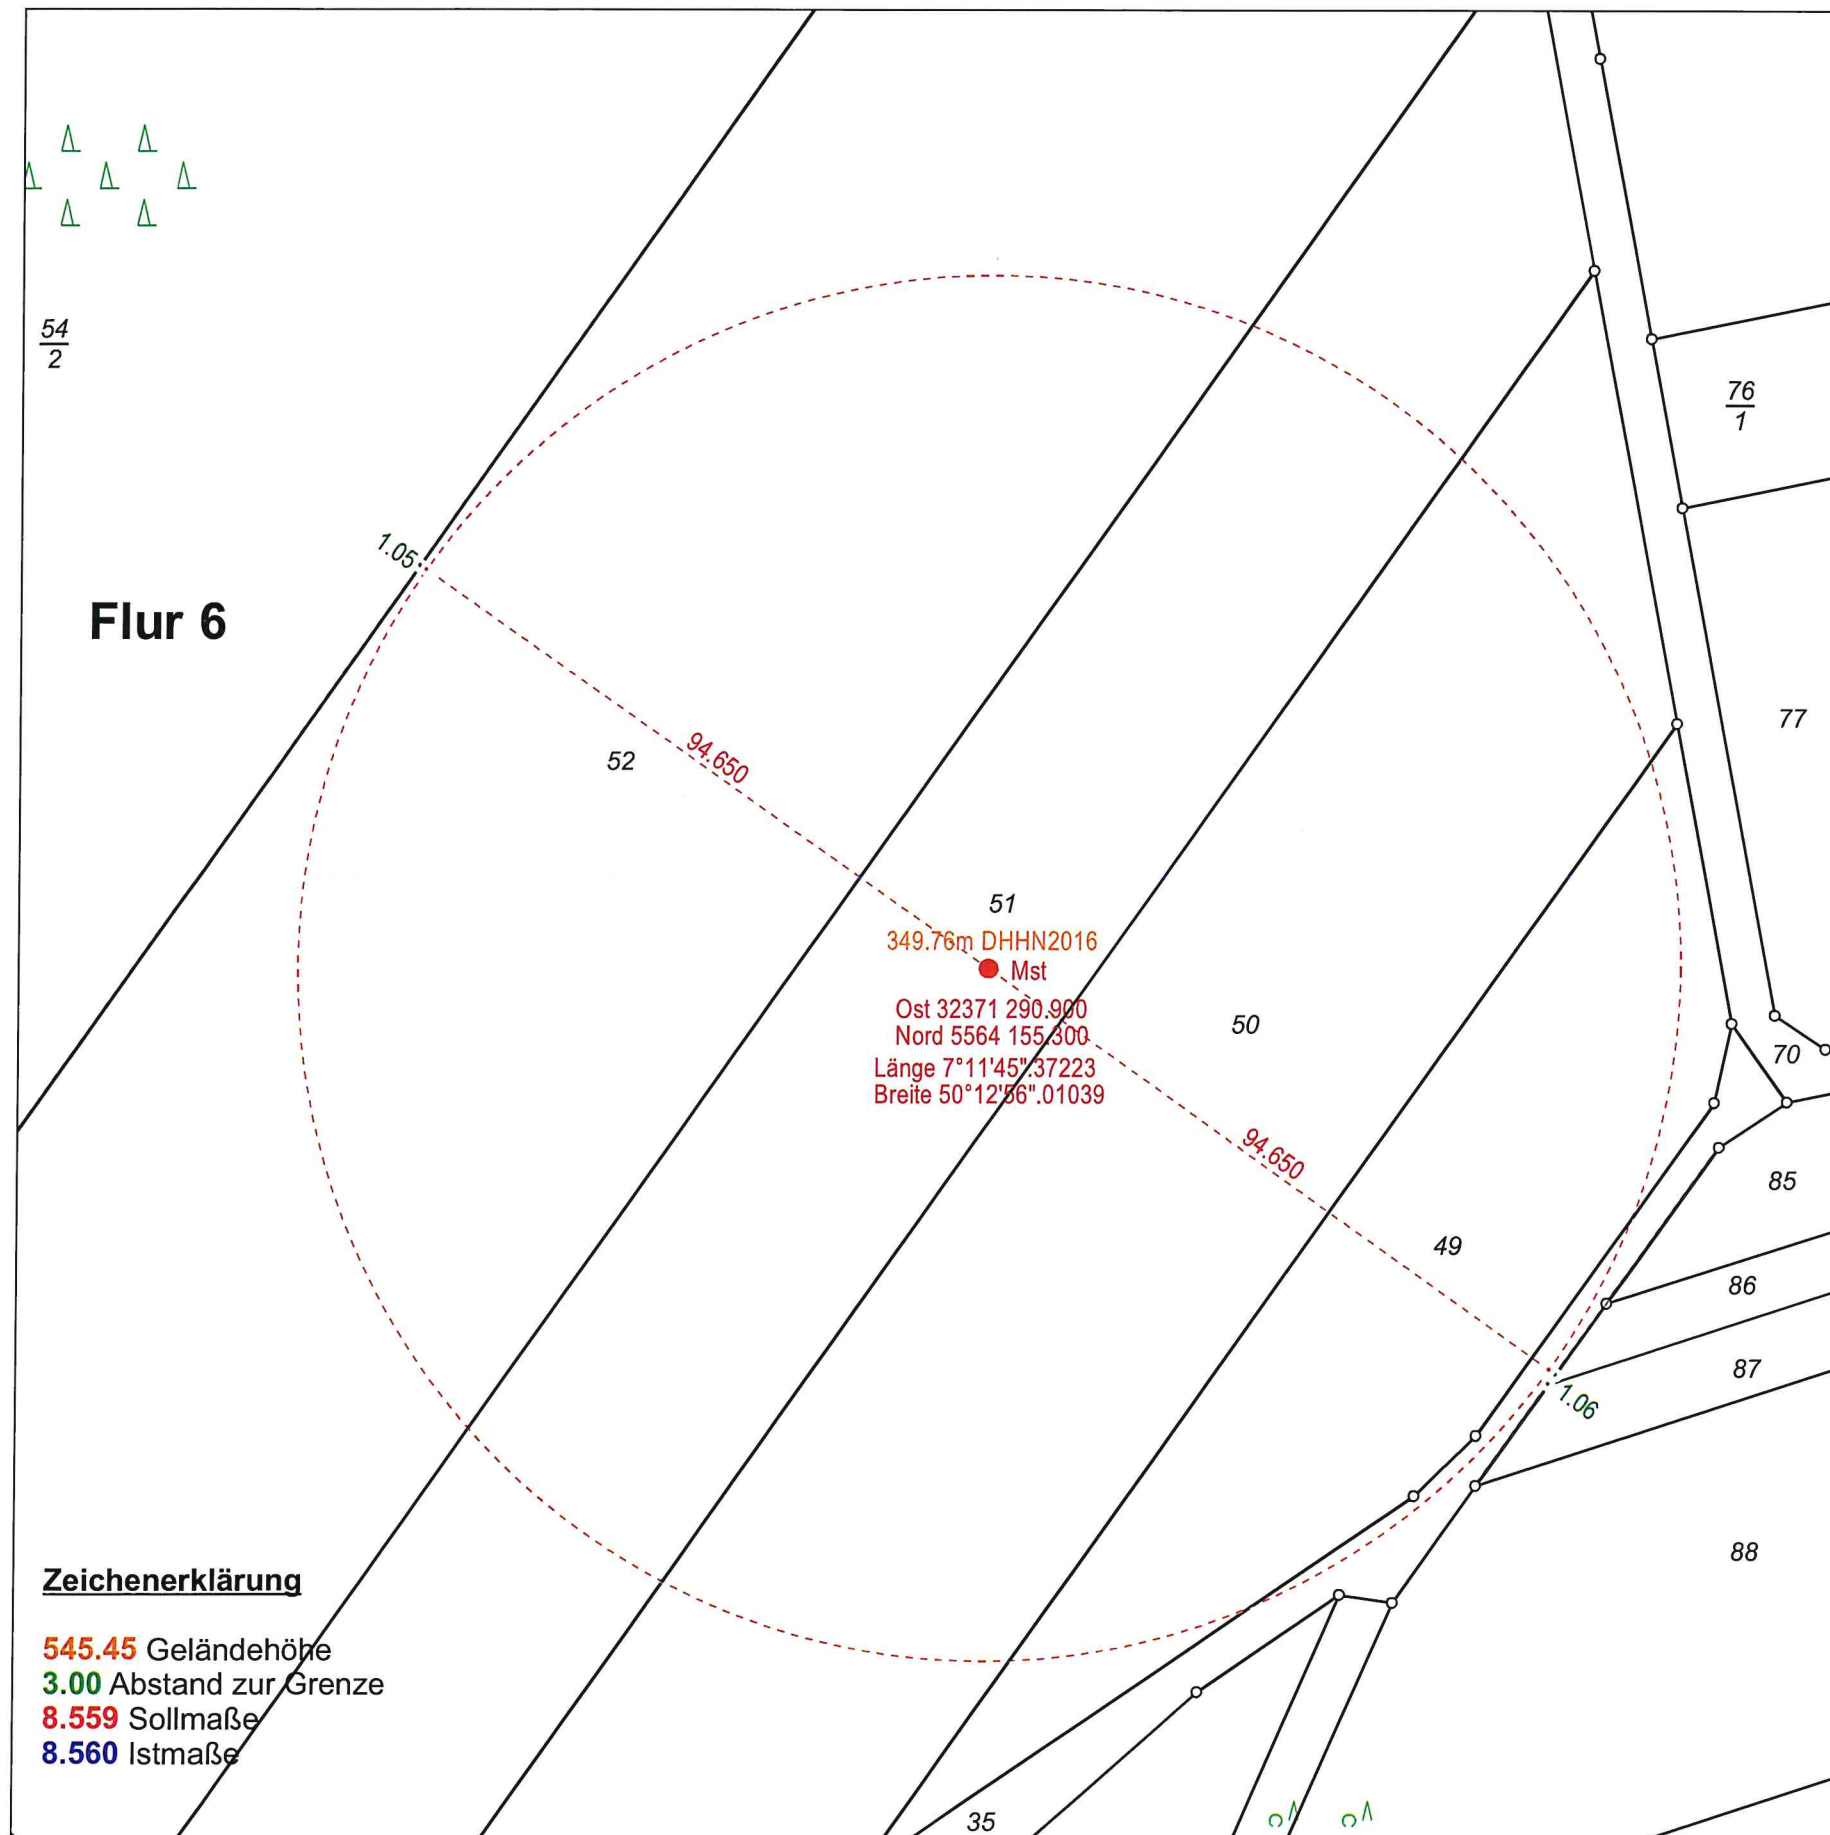 54
2
76
1
1.05
Flur 6
77
94.650
52
51
349.76m DHHN2016
Mst
Ost 32371 290.900
Nord 5564 155.300
Länge 7°11'45".37223
Breite 50°12'56".01039
50
70
94.650
85
49
86
87
1.06
88
Zeichenerklärung
545.45 Geländehöhe
3.00 Abstand zur Grenze
8.559 Sollmaße
8.560 Istmaße
35